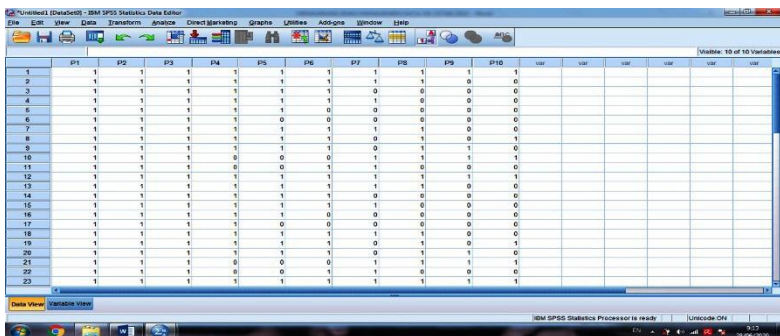 *Untitled1 [DataSet0] - IBM SPSS Statistics Data Editor
File Edit View Data Transform Analyze Direct Marketing Graphs Utilities Add-ons Window Help
Visible: 10 of 10 Variables
P1 P2 P3 P4 P5 P6 P7 P8 P9 P10 var var var var var var
1 1 1 1 1 1 1 1 1 1 1
2 1 1 1 1 1 1 1 1 0 0
3 1 1 1 1 1 1 0 0 0 0
4 1 1 1 1 1 1 1 0 0 0
5 1 1 1 1 1 0 0 0 0 0
6 1 1 1 1 0 0 0 0 0 0
7 1 1 1 1 1 1 1 1 0 0
8 1 1 1 1 1 1 0 1 0 1
9 1 1 1 1 1 1 0 1 1 0
10 1 1 1 0 0 0 1 1 1 1
11 1 1 1 0 0 1 1 0 0 0
12 1 1 1 1 1 1 1 1 1 1
13 1 1 1 1 1 1 1 1 0 0
14 1 1 1 1 1 1 0 0 0 0
15 1 1 1 1 1 1 1 0 0 0
16 1 1 1 1 1 0 0 0 0 0
17 1 1 1 1 0 0 0 0 0 0
18 1 1 1 1 1 1 1 1 0 0
19 1 1 1 1 1 1 0 1 0 1
20 1 1 1 1 1 1 0 1 1 0
21 1 1 1 0 0 0 1 1 1 1
22 1 1 1 0 0 1 1 0 0 0
23 1 1 1 1 1 1 1 1 1 1
Data View Variable View
IBM SPSS Statistics Processor is ready Unicode:ON
EN 9:13